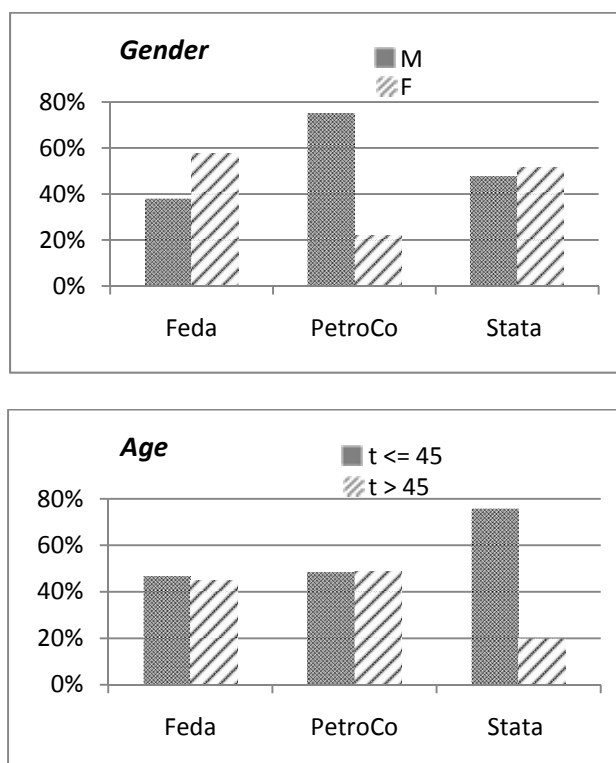 Gender
M
F
80%
60%
40%
20%
0%
Feda PetroCo Stata
Age
t <= 45
t > 45
80%
60%
40%
20%
0%
Feda PetroCo Stata